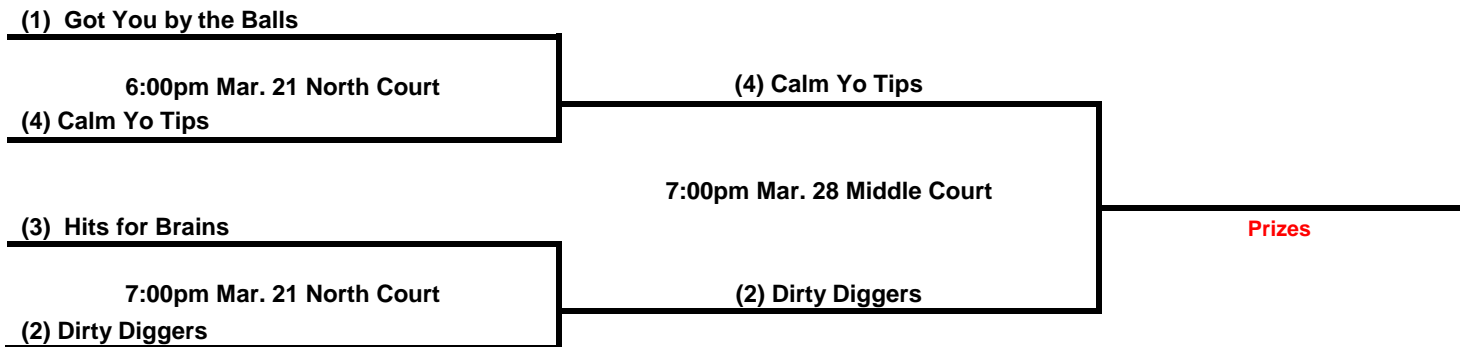 (1)  Got You by the Balls
6:00pm Mar. 21 North Court
(4) Calm Yo Tips
(4) Calm Yo Tips
7:00pm Mar. 28 Middle Court
Prizes
(3)  Hits for Brains
7:00pm Mar. 21 North Court
(2) Dirty Diggers
(2) Dirty Diggers